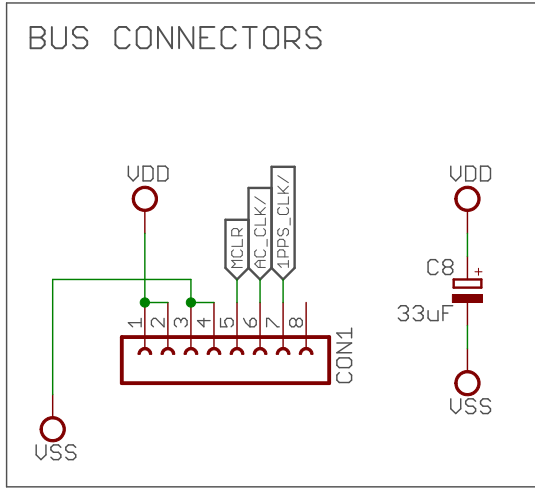 BUS CONNECTORS
VDD
VDD
MCLR
AC_CLK/
1PPS_CLK/
C8
+
33uF
1
2
3
4
5
6
7
8
CON1
VSS
VSS